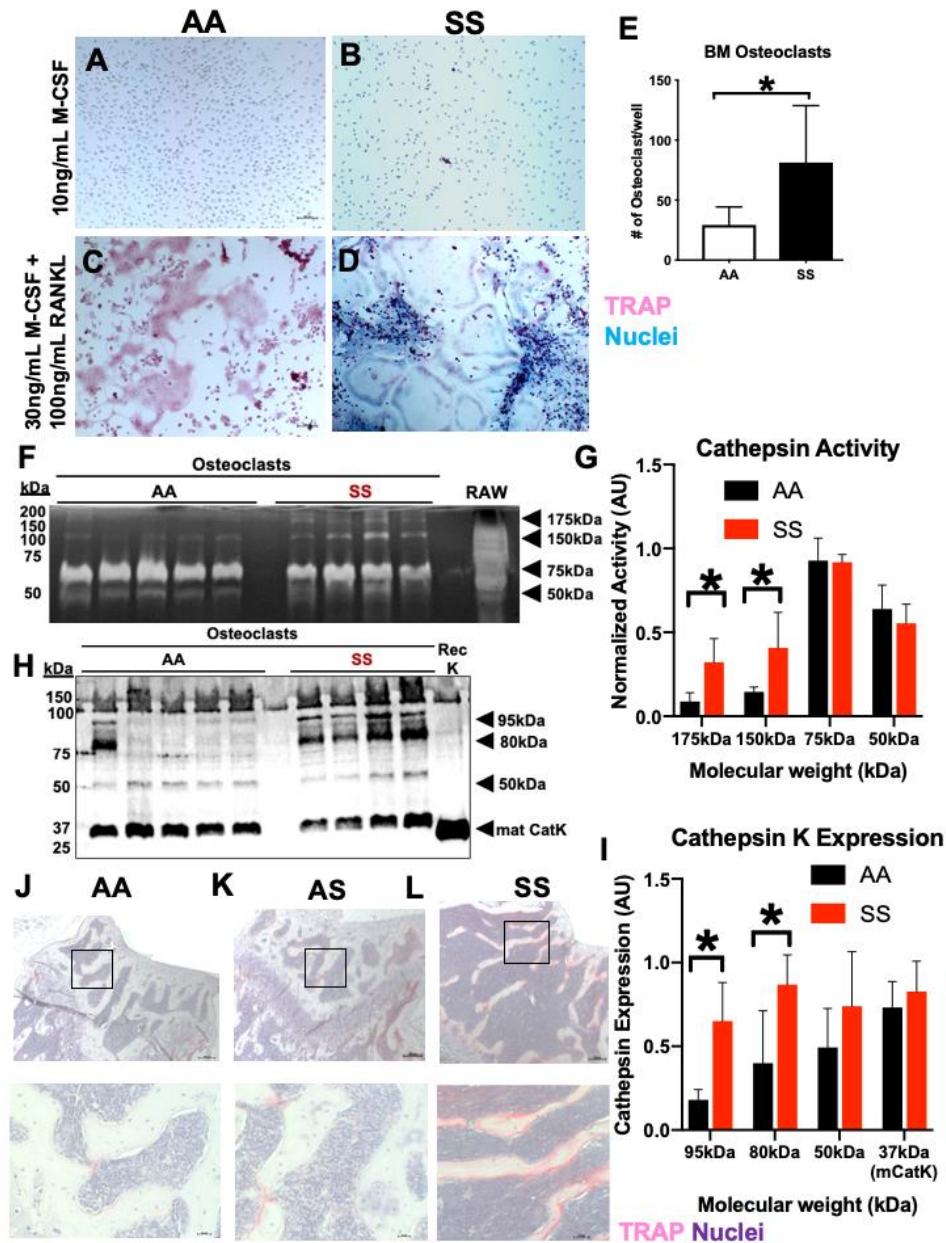 AA
SS
A
B
10ng/mL M-CSF
C
D
30ng/mL M-CSF +
100ng/mL RANKL
E
BM Osteoclasts
# of Osteoclast/well
150
100
50
0
*
AA
SS
TRAP
Nuclei
F
Osteoclasts
kDa
AA
SS
RAW
200
150
100
75
50
175kDa
150kDa
75kDa
50kDa
G
Cathepsin Activity
AA
SS
Normalized Activity (AU)
1.5
1.0
0.5
0.0
*
*
175kDa 150kDa 75kDa 50kDa
Molecular weight (kDa)
H
Osteoclasts
kDa
AA
SS
Rec
K
150
100
75
50
37
25
95kDa
80kDa
50kDa
mat CatK
I
Cathepsin K Expression
AA
SS
Cathepsin Expression (AU)
1.5
1.0
0.5
0.0
*
*
95kDa 80kDa 50kDa 37kDa
(mCatK)
Molecular weight (kDa)
J AA
K AS
L SS
TRAP Nuclei